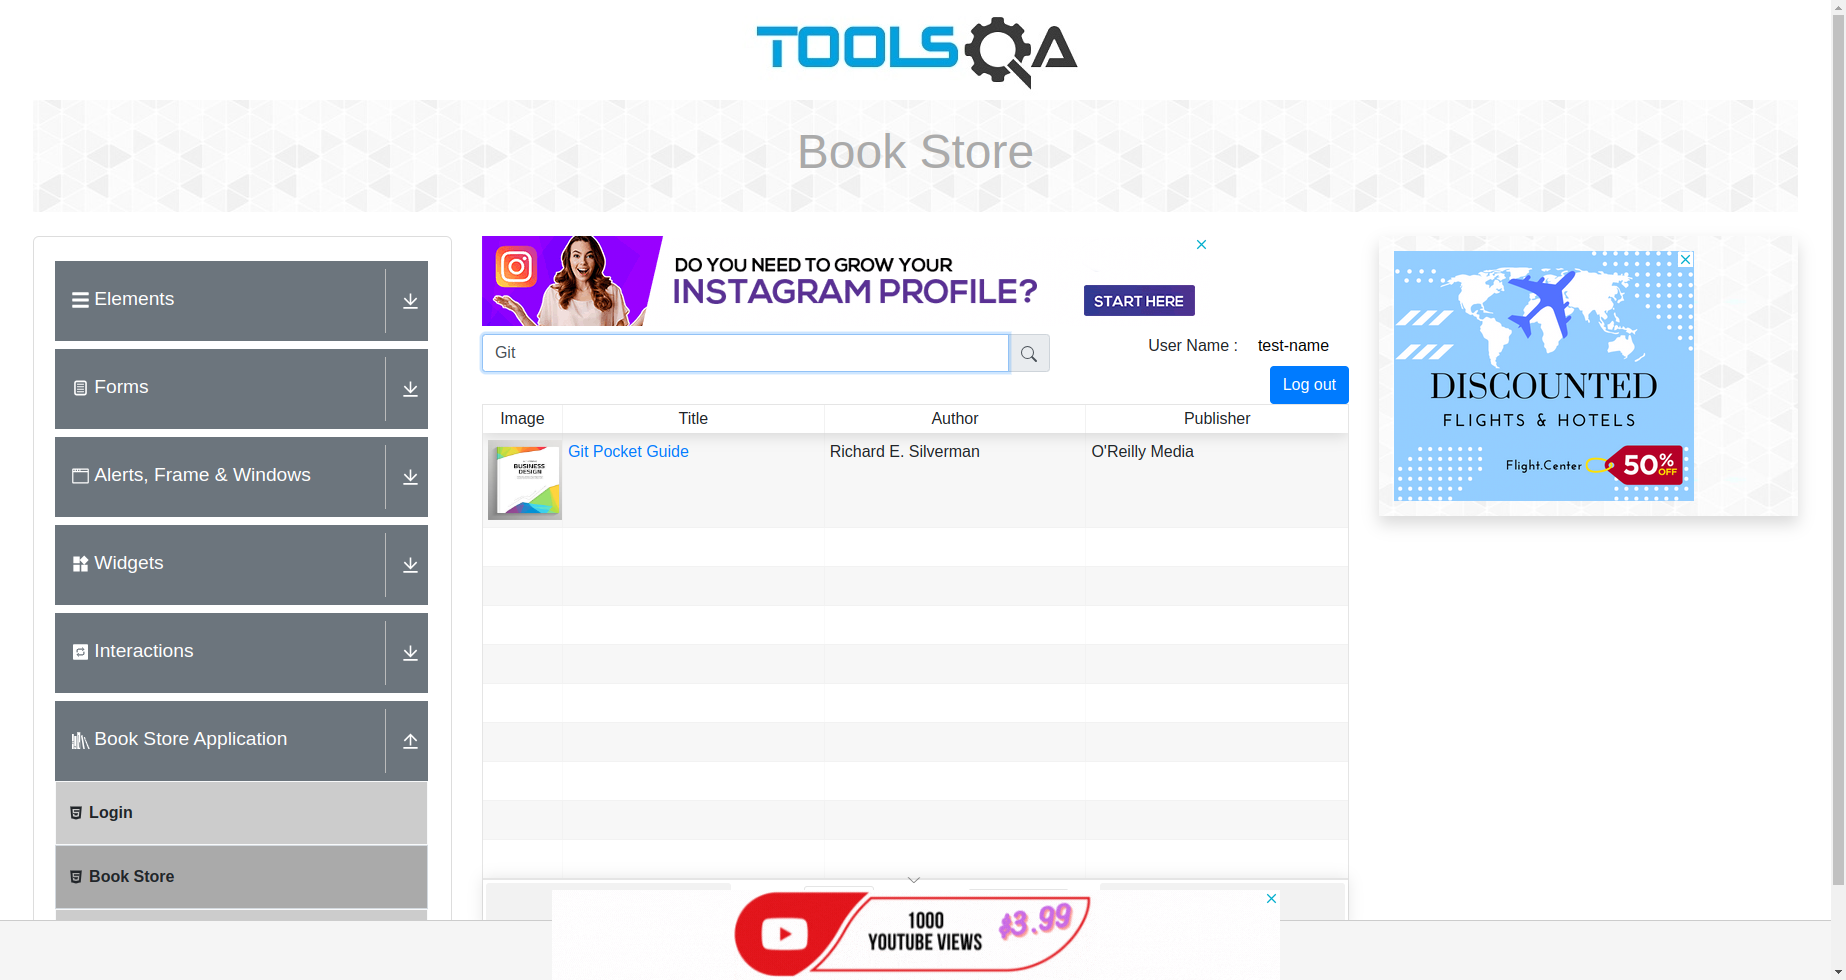 TOOLSQA
Book Store
Elements
Forms
Alerts, Frame & Windows
Widgets
Interactions
Book Store Application
Login
Book Store
DO YOU NEED TO GROW YOUR
INSTAGRAM PROFILE?
START HERE
Git
User Name : test-name
Log out
Image Title Author Publisher
BUSINESS
DESIGN
Git Pocket Guide Richard E. Silverman O'Reilly Media
DISCOUNTED
FLIGHTS & HOTELS
Flight.Center 50% OFF
1000
YOUTUBE VIEWS
$3.99